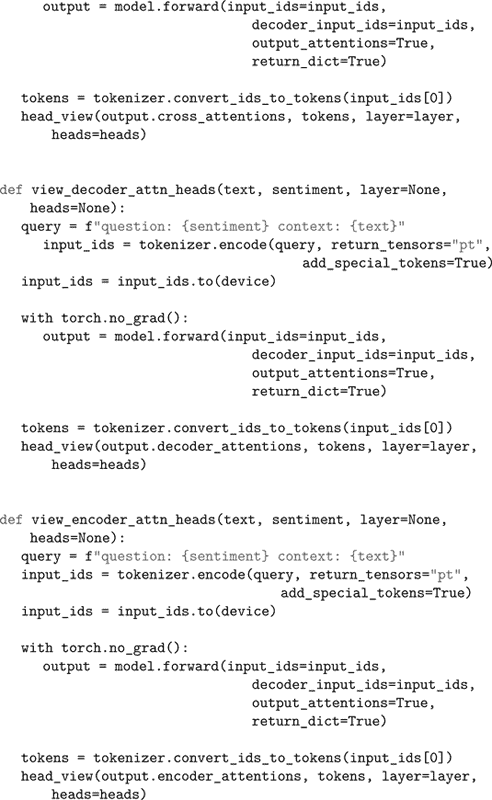 output = model.forward(input_ids=input_ids,
decoder_input_ids=input_ids,
output_attentions=True,
return_dict=True)
tokens = tokenizer.convert_ids_to_tokens(input_ids[0])
head_view(output.cross_attentions, tokens, layer=layer,
heads=heads)
def view_decoder_attn_heads(text, sentiment, layer=None,
heads=None):
query = f"question: {sentiment} context: {text}"
input_ids = tokenizer.encode(query, return_tensors="pt",
add_special_tokens=True)
input_ids = input_ids.to(device)
with torch.no_grad():
output = model.forward(input_ids=input_ids,
decoder_input_ids=input_ids,
output_attentions=True,
return_dict=True)
tokens = tokenizer.convert_ids_to_tokens(input_ids[0])
head_view(output.decoder_attentions, tokens, layer=layer,
heads=heads)
def view_encoder_attn_heads(text, sentiment, layer=None,
heads=None):
query = f"question: {sentiment} context: {text}"
input_ids = tokenizer.encode(query, return_tensors="pt",
add_special_tokens=True)
input_ids = input_ids.to(device)
with torch.no_grad():
output = model.forward(input_ids=input_ids,
decoder_input_ids=input_ids,
output_attentions=True,
return_dict=True)
tokens = tokenizer.convert_ids_to_tokens(input_ids[0])
head_view(output.encoder_attentions, tokens, layer=layer,
heads=heads)